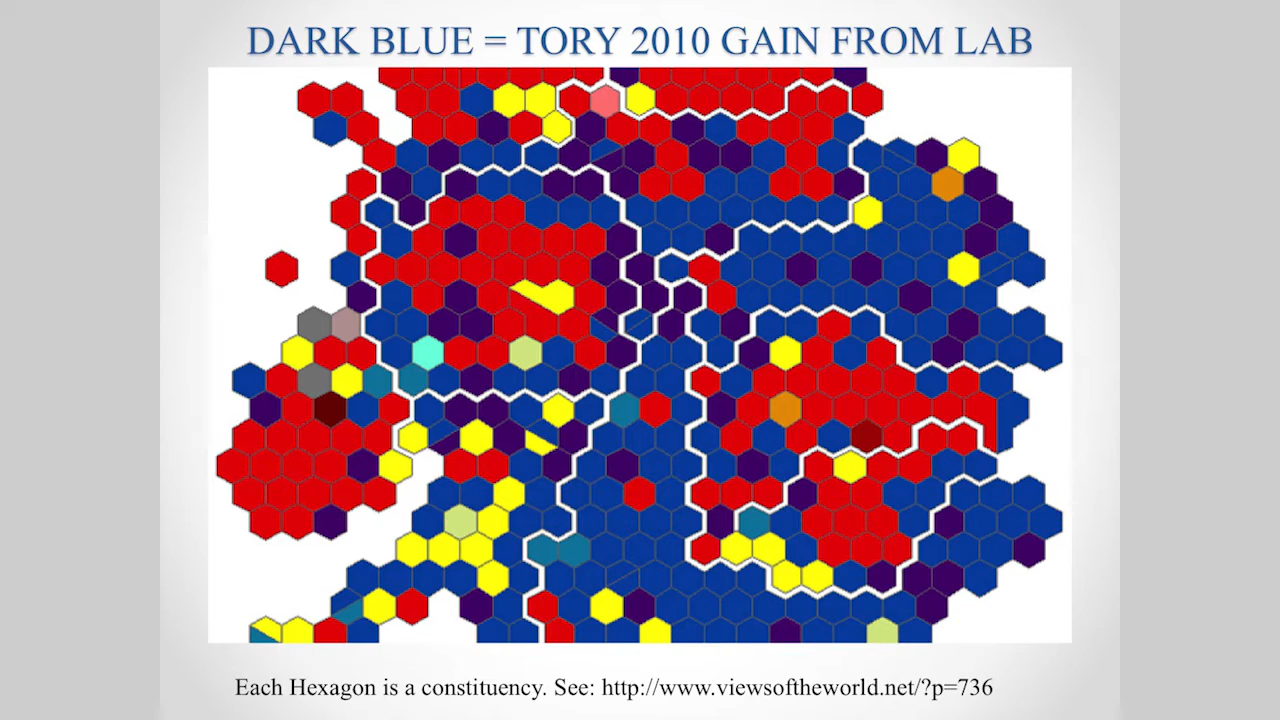 DARK BLUE = TORY 2010 GAIN FROM LAB
Each Hexagon is a constituency. See: http://www.viewsoftheworld.net/?p=736